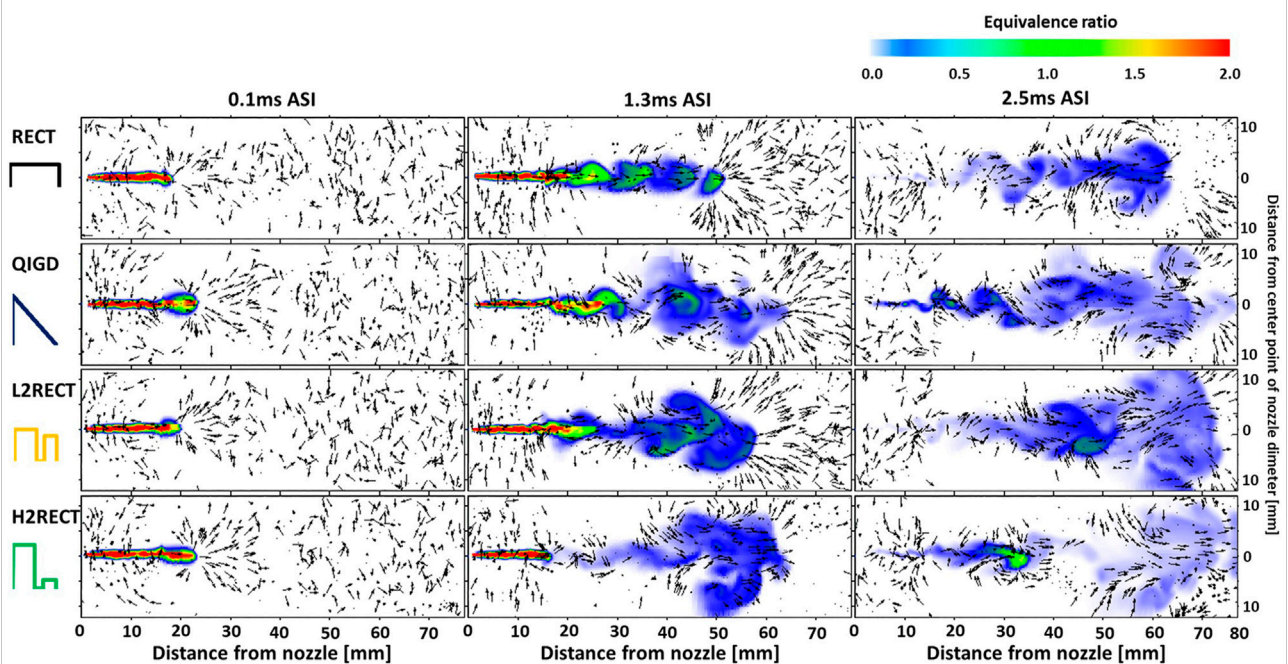 Equivalence ratio
0.0 0.5 1.0 1.5 2.0
0.1ms ASI 1.3ms ASI 2.5ms ASI
RECT
10
0
10
QIGD
10
0
10
L2RECT
10
0
10
H2RECT
10
0
10
Distance from center point of nozzle dimeter [mm]
0 10 20 30 40 50 60 70 0 10 20 30 40 50 60 70 0 10 20 30 40 50 60 70 80
Distance from nozzle [mm] Distance from nozzle [mm] Distance from nozzle [mm]